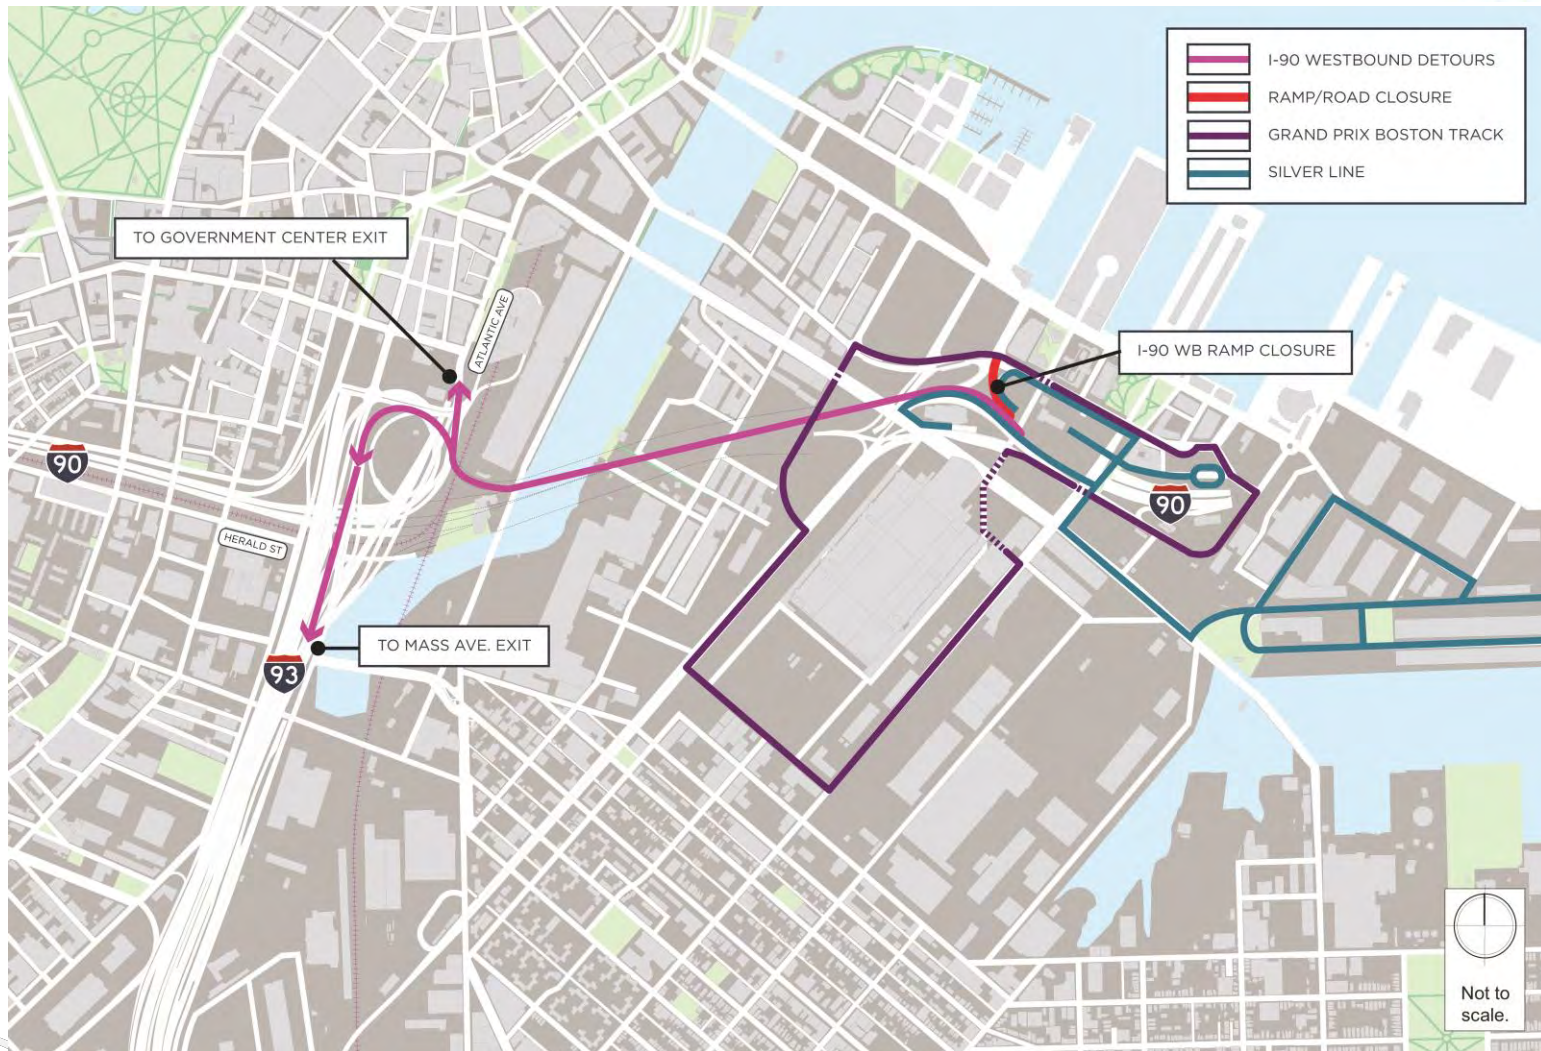 I-90 WESTBOUND DETOURS
RAMP/ROAD CLOSURE
GRAND PRIX BOSTON TRACK
SILVER LINE
TO GOVERNMENT CENTER EXIT
ATLANTIC AVE
I-90 WB RAMP CLOSURE
90
90
HERALD ST
TO MASS AVE. EXIT
93
Not to
scale.